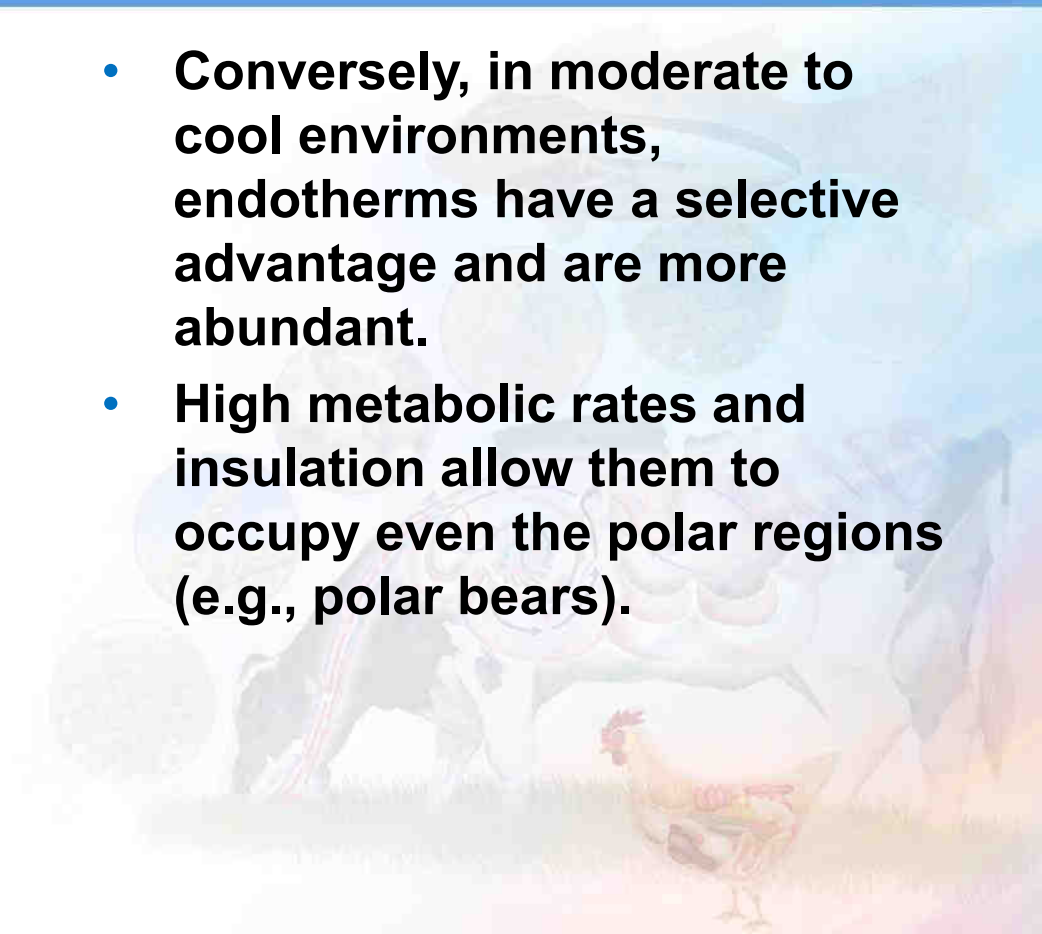 • Conversely, in moderate to
cool environments,
endotherms have a selective
advantage and are more
abundant.
• High metabolic rates and
insulation allow them to
occupy even the polar regions
(e.g., polar bears).